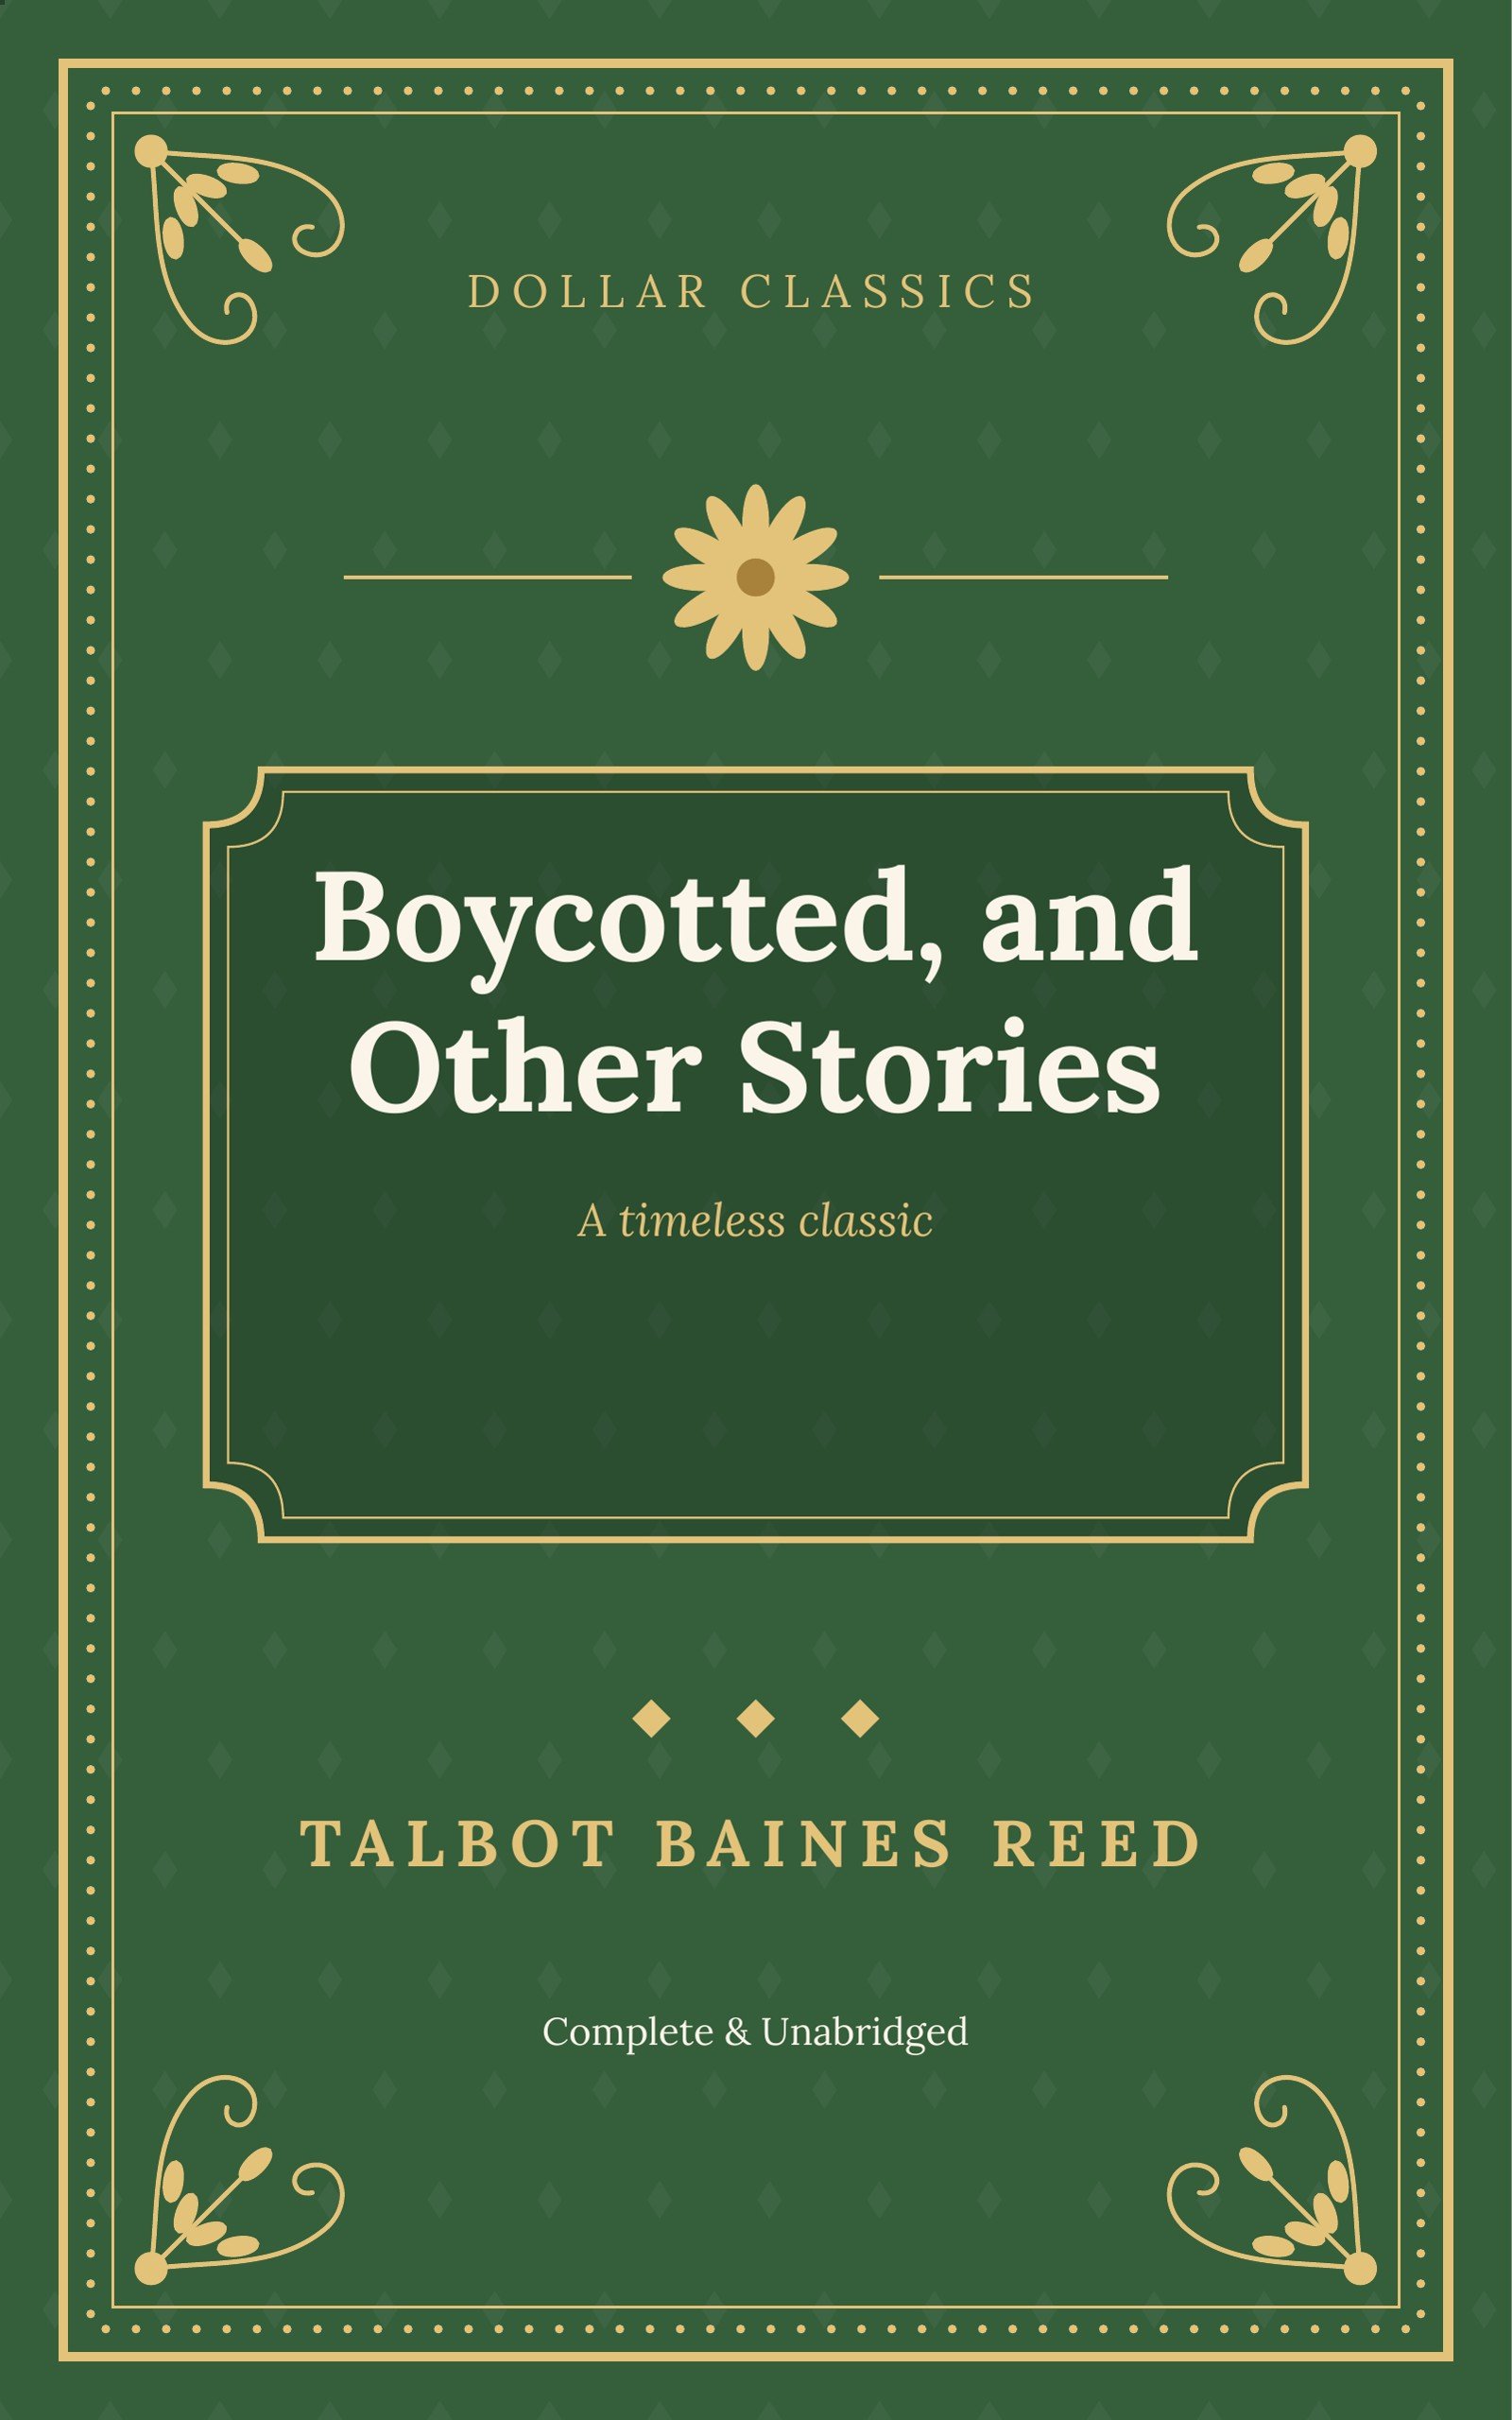 DOLLAR CLASSICS
Boycotted, and
Other Stories
A timeless classic
TALBOT BAINES REED
Complete & Unabridged